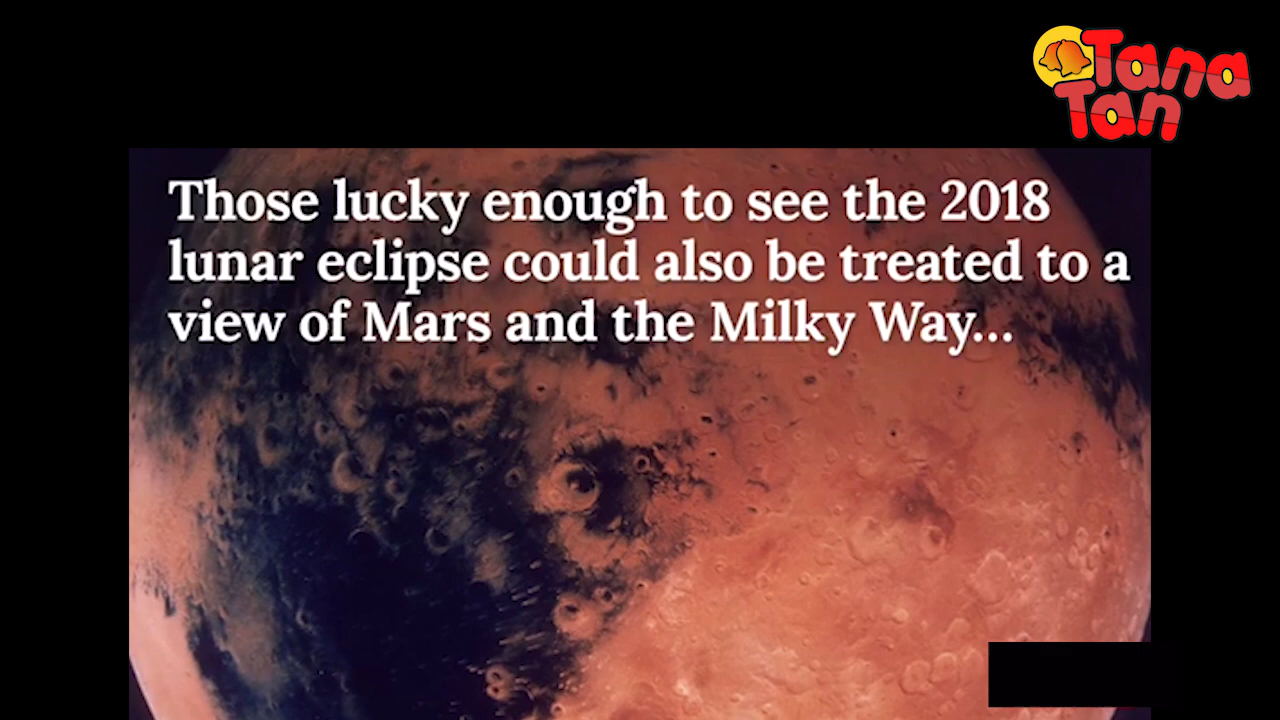 Tana
Tan
Those lucky enough to see the 2018
lunar eclipse could also be treated to a
view of Mars and the Milky Way...